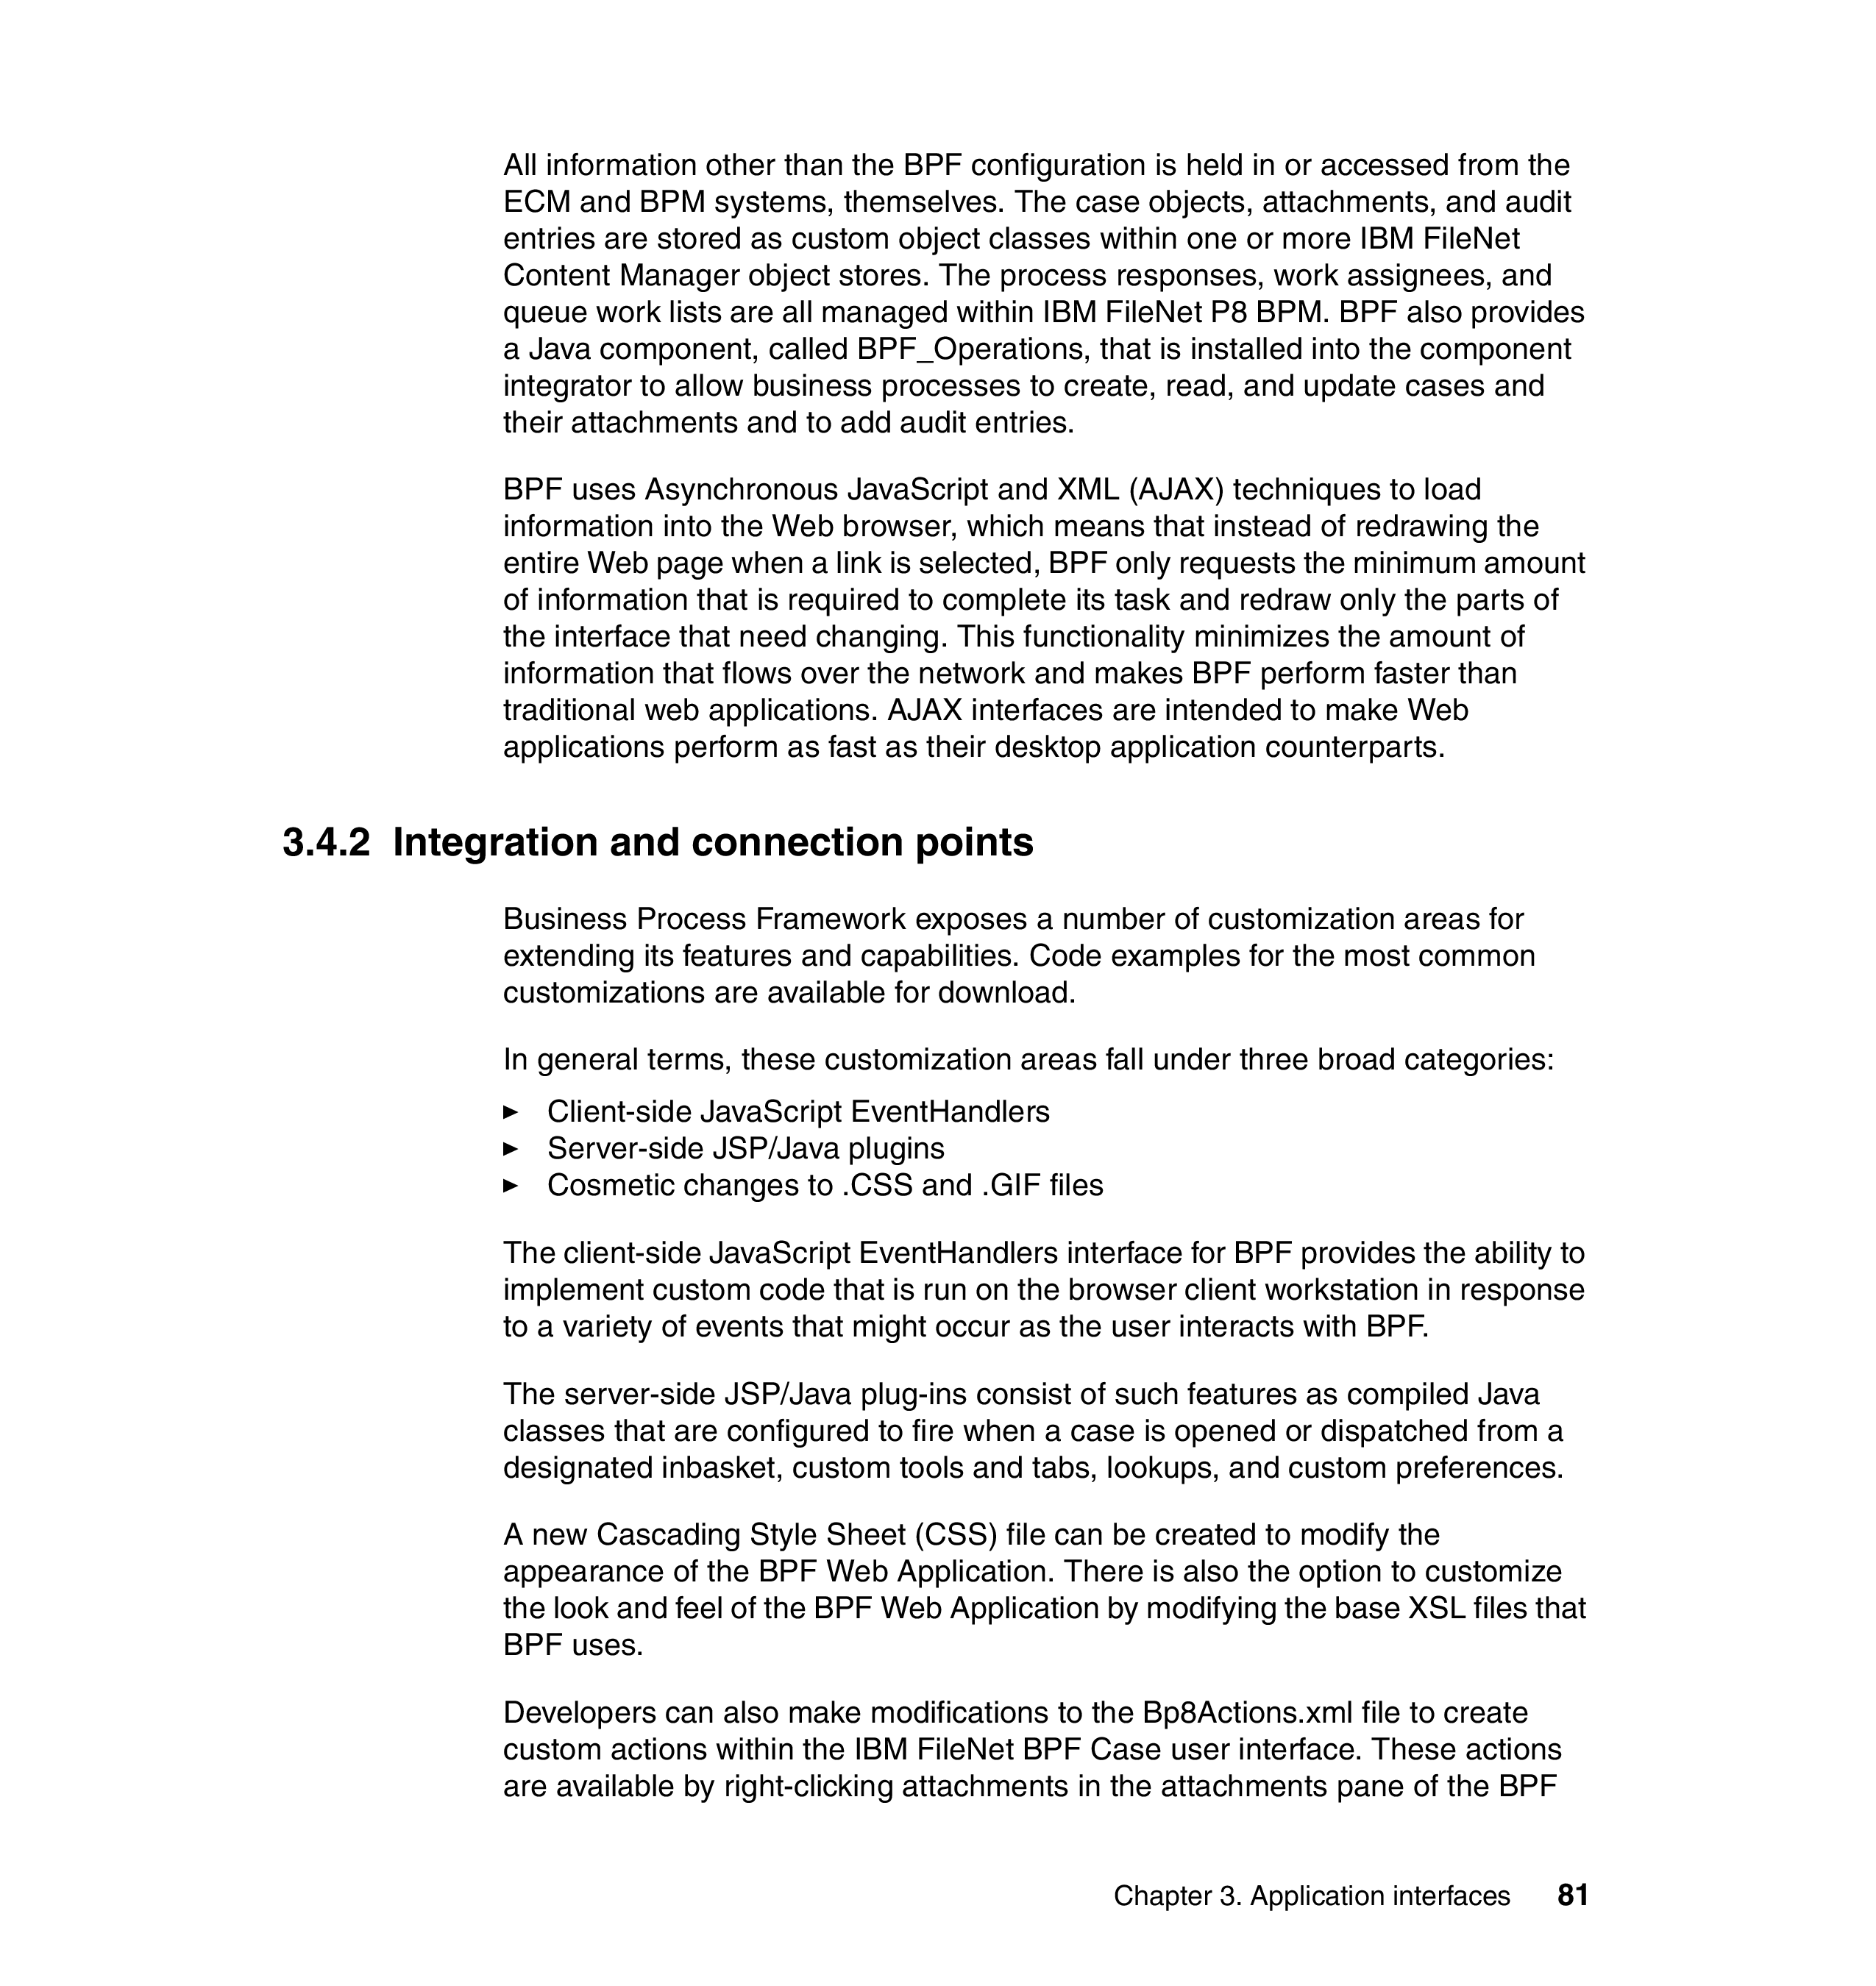 All information other than the BPF configuration is held in or accessed from the
ECM and BPM systems, themselves. The case objects, attachments, and audit
entries are stored as custom object classes within one or more IBM FileNet
Content Manager object stores. The process responses, work assignees, and
queue work lists are all managed within IBM FileNet P8 BPM. BPF also provides
a Java component, called BPF_Operations, that is installed into the component
integrator to allow business processes to create, read, and update cases and
their attachments and to add audit entries.
BPF uses Asynchronous JavaScript and XML (AJAX) techniques to load
information into the Web browser, which means that instead of redrawing the
entire Web page when a link is selected, BPF only requests the minimum amount
of information that is required to complete its task and redraw only the parts of
the interface that need changing. This functionality minimizes the amount of
information that flows over the network and makes BPF perform faster than
traditional web applications. AJAX interfaces are intended to make Web
applications perform as fast as their desktop application counterparts.
3.4.2 Integration and connection points
Business Process Framework exposes a number of customization areas for
extending its features and capabilities. Code examples for the most common
customizations are available for download.
In general terms, these customization areas fall under three broad categories:
► Client-side JavaScript EventHandlers
► Server-side JSP/Java plugins
► Cosmetic changes to .CSS and .GIF files
The client-side JavaScript EventHandlers interface for BPF provides the ability to
implement custom code that is run on the browser client workstation in response
to a variety of events that might occur as the user interacts with BPF.
The server-side JSP/Java plug-ins consist of such features as compiled Java
classes that are configured to fire when a case is opened or dispatched from a
designated inbasket, custom tools and tabs, lookups, and custom preferences.
A new Cascading Style Sheet (CSS) file can be created to modify the
appearance of the BPF Web Application. There is also the option to customize
the look and feel of the BPF Web Application by modifying the base XSL files that
BPF uses.
Developers can also make modifications to the Bp8Actions.xml file to create
custom actions within the IBM FileNet BPF Case user interface. These actions
are available by right-clicking attachments in the attachments pane of the BPF
Chapter 3. Application interfaces 81